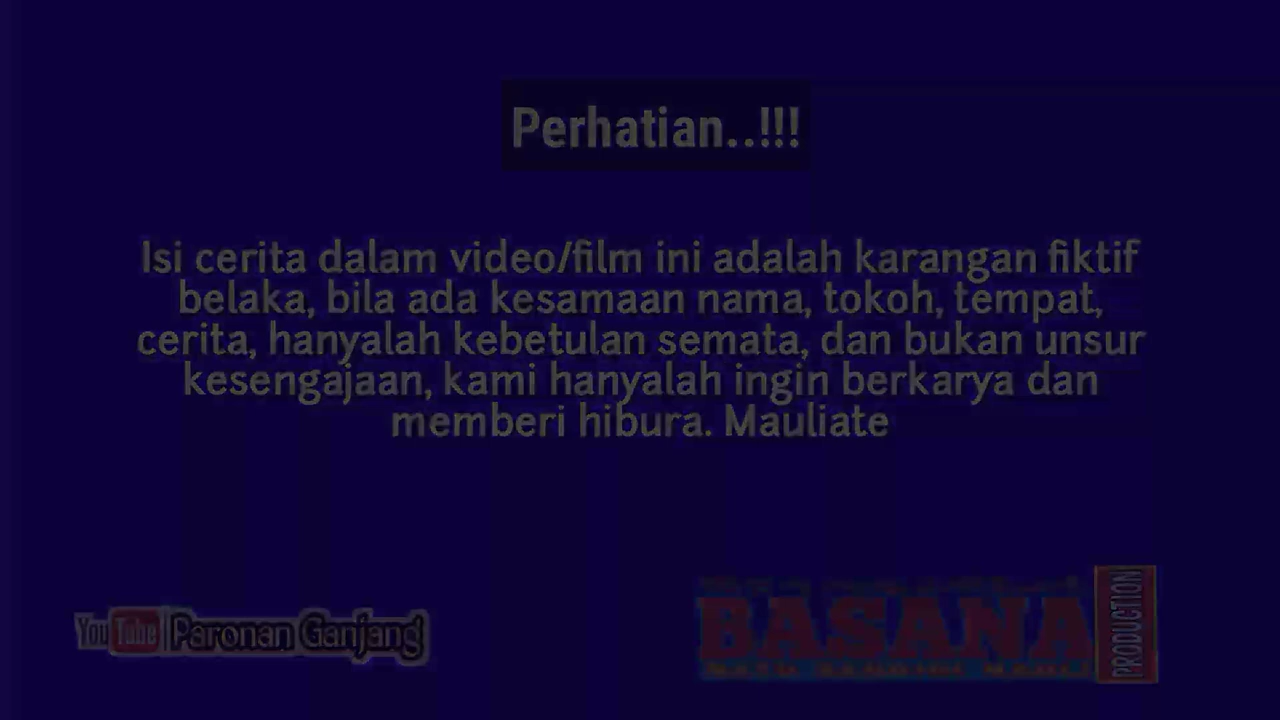 Perhatian..!!!
Isi cerita dalam video/film ini adalah karangan fiktif
belaka, bila ada kesamaan nama, tokoh, tempat,
cerita, hanyalah kebetulan semata, dan bukan unsur
kesengajaan, kami hanyalah ingin berkarya dan
memberi hibura. Mauliate
YouTube Paronan Ganjang
BASANA
PRODUCTION